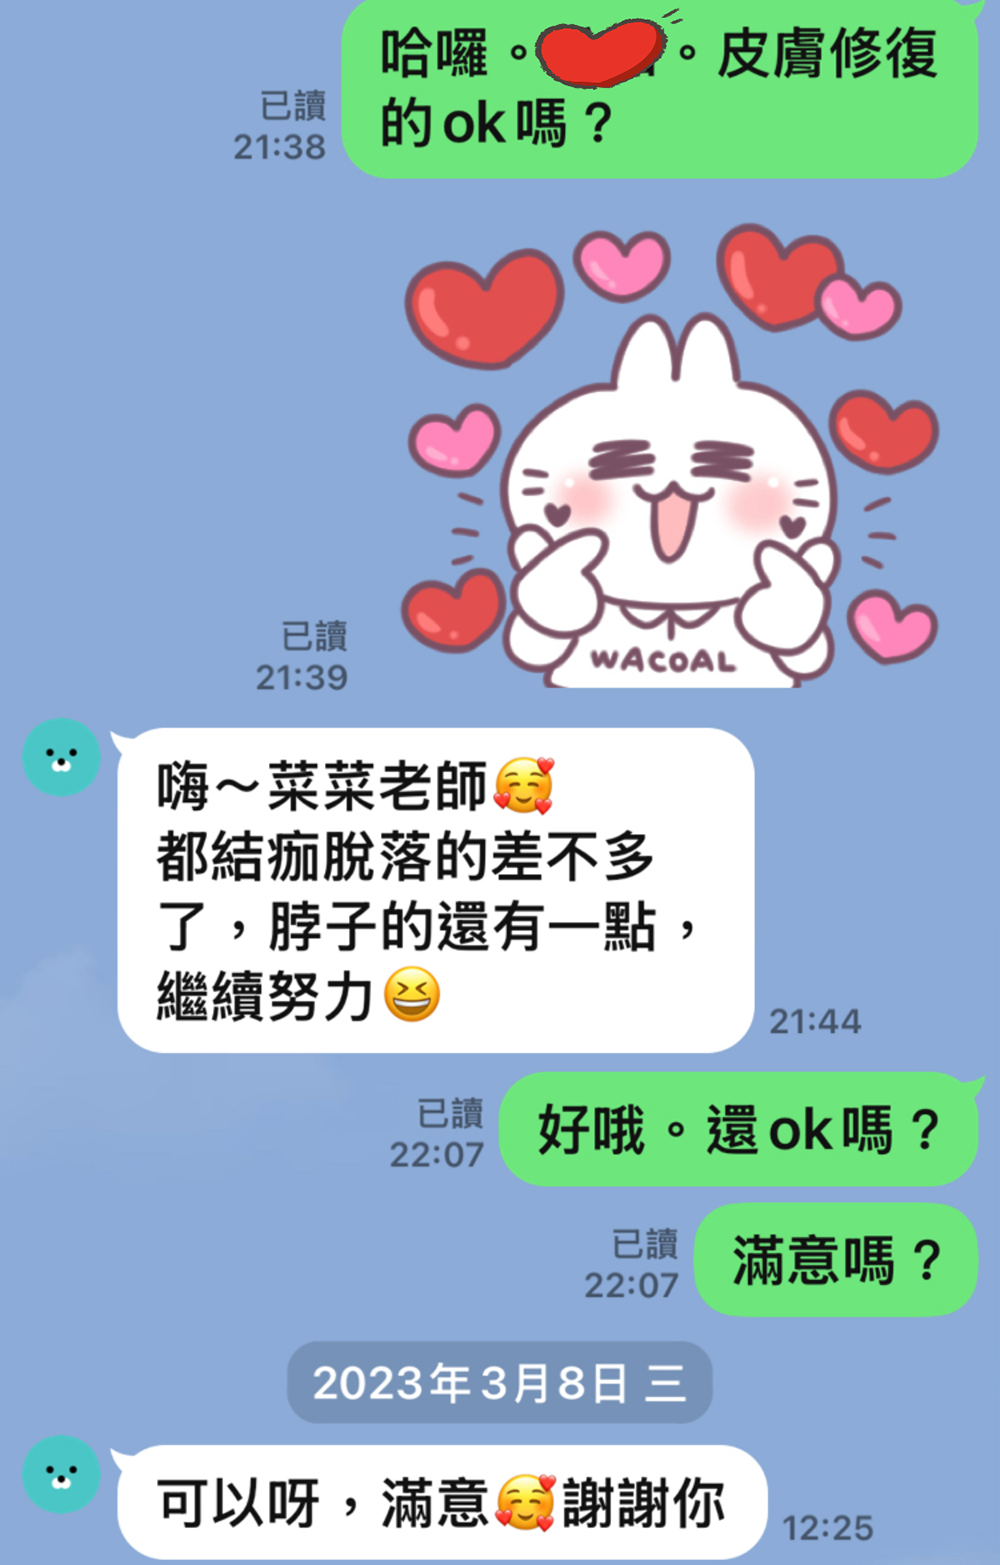 哈囉。。皮膚修復
的ok嗎？
已讀
21:38
WACOAL
已讀
21:39
嗨～菜菜老師🥰
都結痂脫落的差不多
了，脖子的還有一點，
繼續努力😆
21:44
好哦。還ok嗎？
已讀
22:07
滿意嗎？
已讀
22:07
2023年3月8日 三
可以呀，滿意🥰謝謝你
12:25